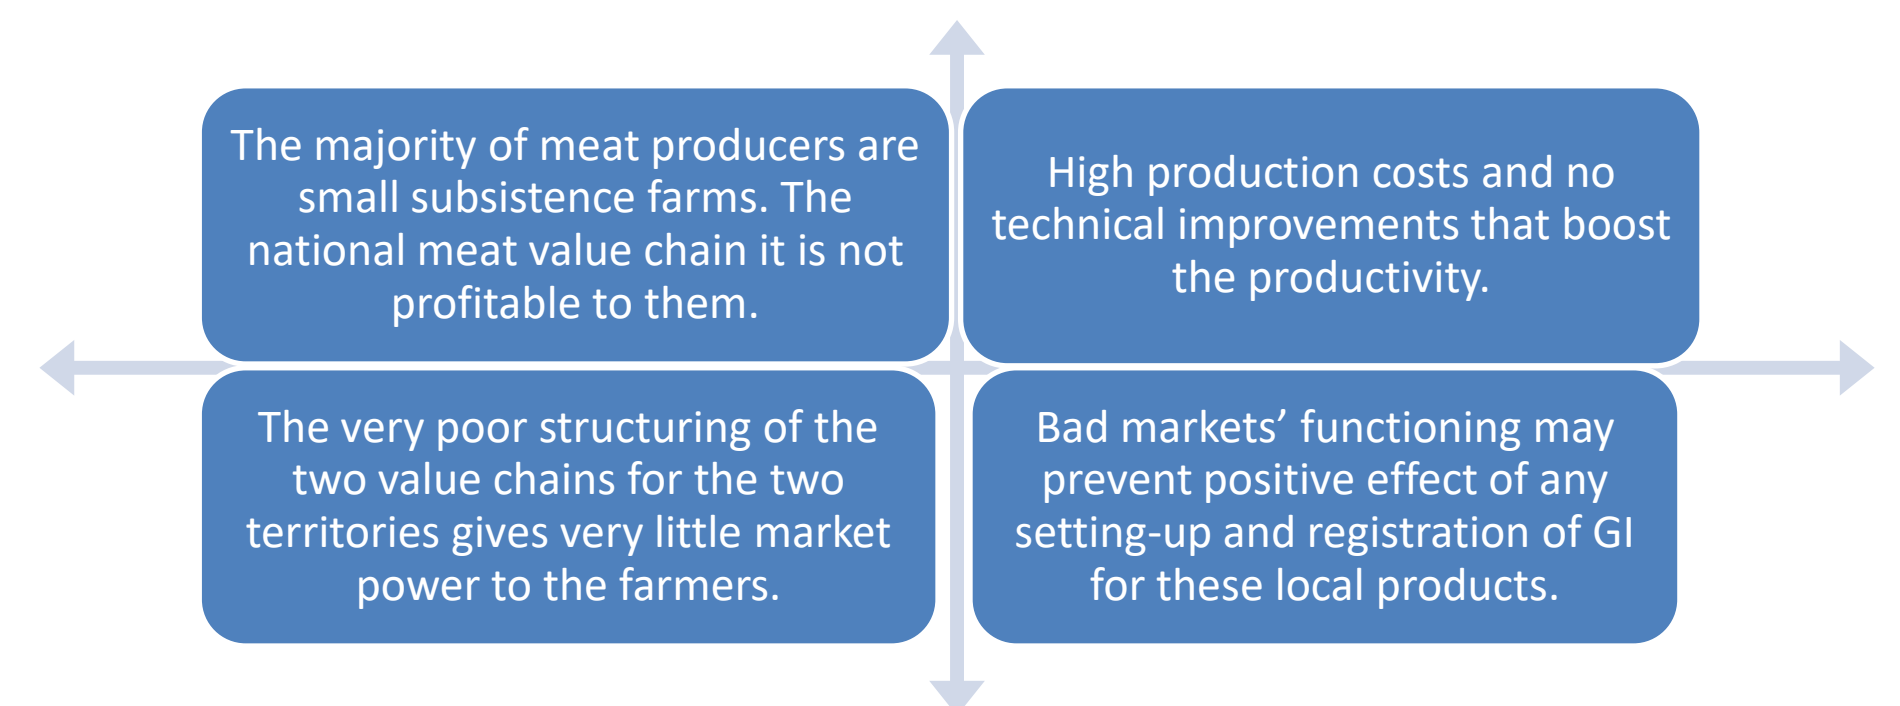 The majority of meat producers are
small subsistence farms. The
national meat value chain it is not
profitable to them.
High production costs and no
technical improvements that boost
the productivity.
The very poor structuring of the
two value chains for the two
territories gives very little market
power to the farmers.
Bad markets’ functioning may
prevent positive effect of any
setting-up and registration of GI
for these local products.